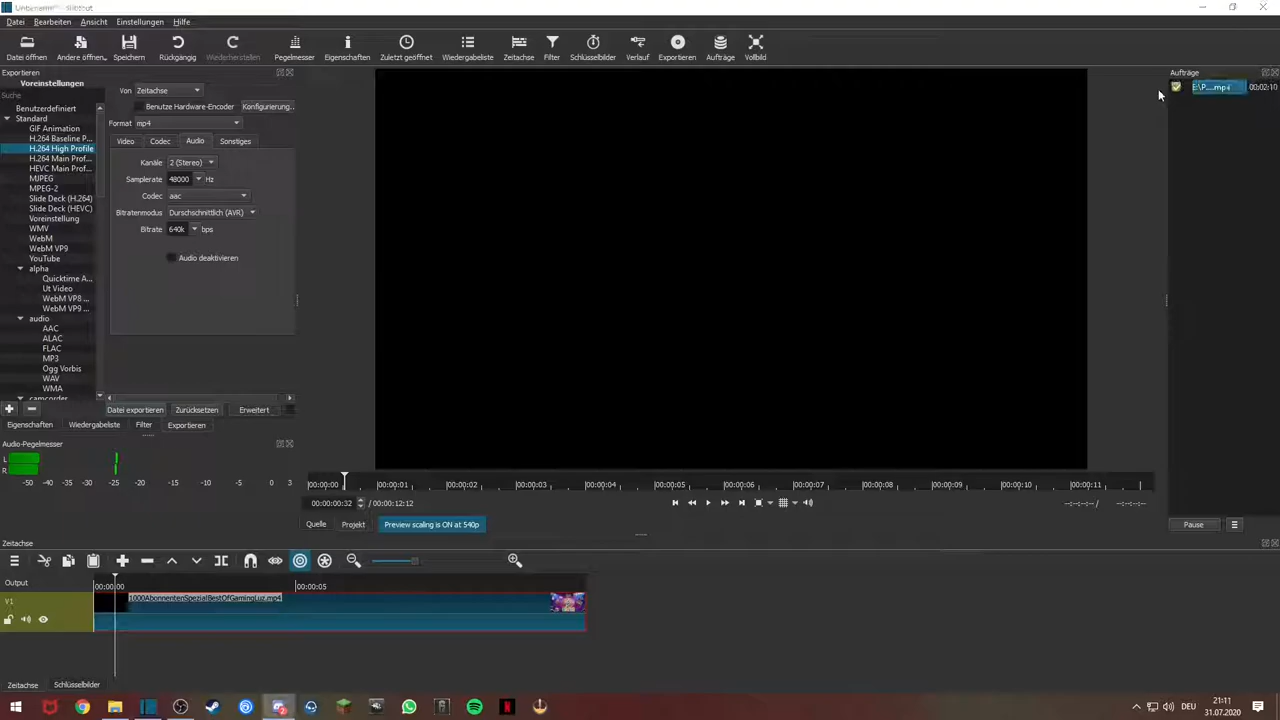 Datei Bearbeiten Ansicht Einstellungen Hilfe
Datei öffnen Andere öffnen... Speichern Rückgängig Wiederherstellen Pegelmesser Eigenschaften Zuletzt geöffnet Wiedergabeliste Zeitachse Filter Schlüsselbilder Verlauf Exportieren Aufträge Vollbild
Exportieren
Voreinstellungen
Suche
Benutzerdefiniert
Standard
GIF Animation
H.264 Baseline P...
H.264 High Profile
H.264 Main Prof...
HEVC Main Prof...
MJPEG
MPEG-2
Slide Deck (H.264)
Slide Deck (HEVC)
Voreinstellung
WMV
WebM
WebM VP9
YouTube
alpha
Quicktime A...
Ut Video
WebM VP8 ...
WebM VP9 ...
audio
AAC
ALAC
FLAC
MP3
Ogg Vorbis
WAV
WMA
camcorder
Von Zeitachse
Benutze Hardware-Encoder Konfigurierung...
Format mp4
Video Codec Audio Sonstiges
Kanäle 2 (Stereo)
Samplerate 48000 Hz
Codec aac
Bitratenmodus Durschschnittlich (AVR)
Bitrate 640k bps
Audio deaktivieren
Datei exportieren Zurücksetzen Erweitert
Eigenschaften Wiedergabeliste Filter Exportieren
Audio-Pegelmesser
L
R
-50 -40 -35 -30 -25 -20 -15 -10 -5 0 3
Aufträge
E:\P....mp4 00:02:10
00:00:00 00:00:01 00:00:02 00:00:03 00:00:04 00:00:05 00:00:06 00:00:07 00:00:08 00:00:09 00:00:10 00:00:11
00:00:00:32 / 00:00:12:12 --:--:--:-- / --:--:--:--
Quelle Projekt Preview scaling is ON at 540p
Pause
Zeitachse
Output 00:00:00 00:00:05
V1 1000AbonnentenSpezialBestOfGamingLuz.mp4
Zeitachse Schlüsselbilder
DEU 21:11
31.07.2020